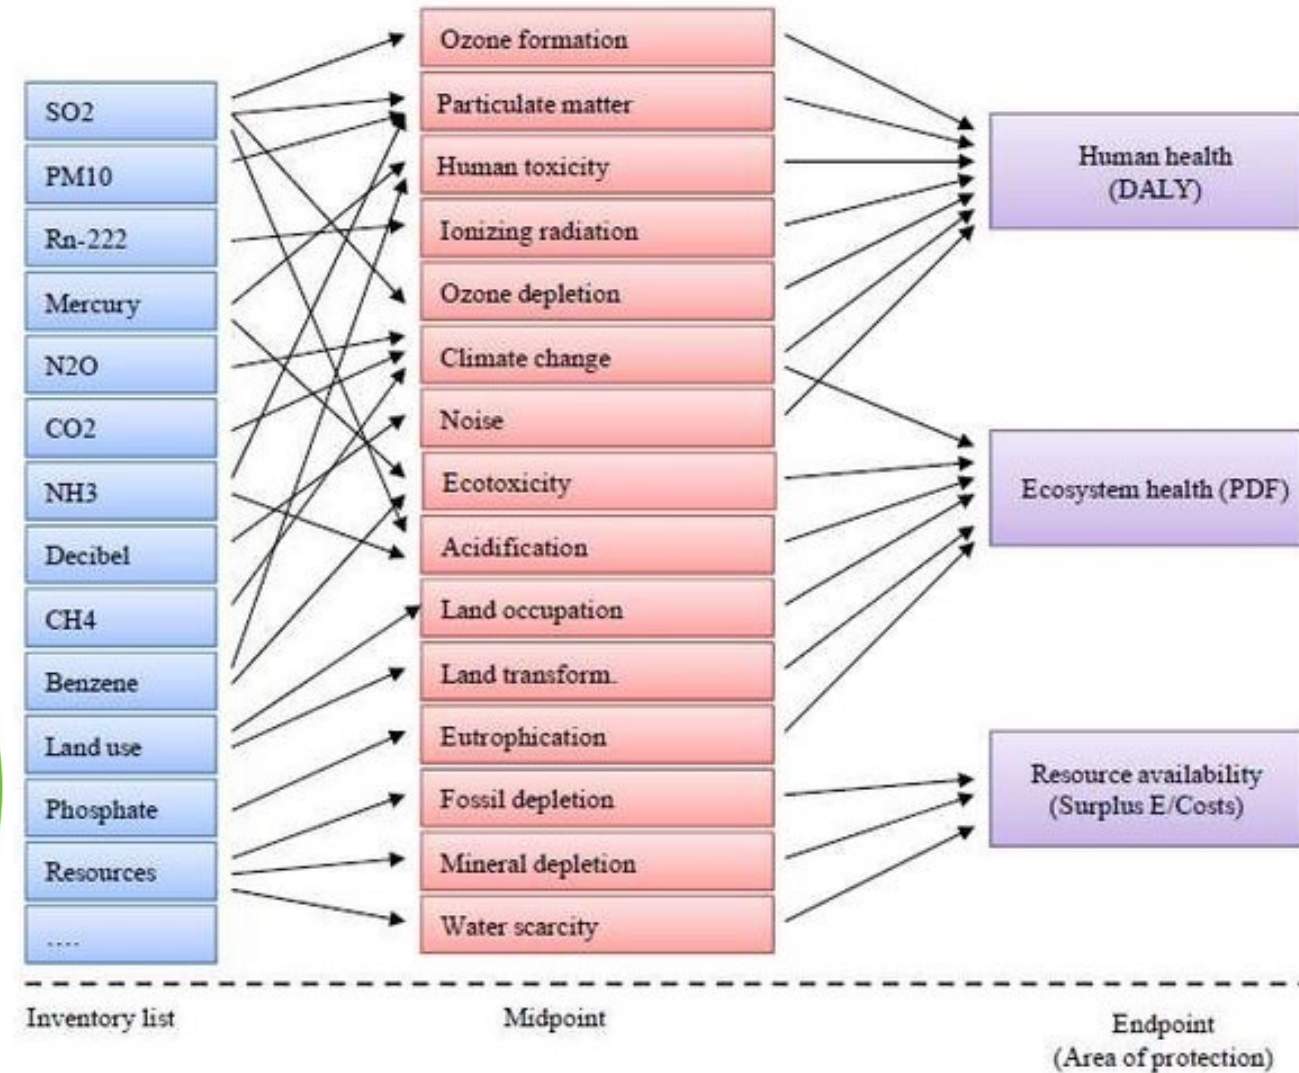 SO2
PM10
Rn-222
Mercury
N2O
CO2
NH3
Decibel
CH4
Benzene
Land use
Phosphate
Resources
....
Ozone formation
Particulate matter
Human toxicity
Ionizing radiation
Ozone depletion
Climate change
Noise
Ecotoxicity
Acidification
Land occupation
Land transform.
Eutrophication
Fossil depletion
Mineral depletion
Water scarcity
Human health
(DALY)
Ecosystem health (PDF)
Resource availability
(Surplus E/Costs)
Inventory list
Midpoint
Endpoint
(Area of protection)